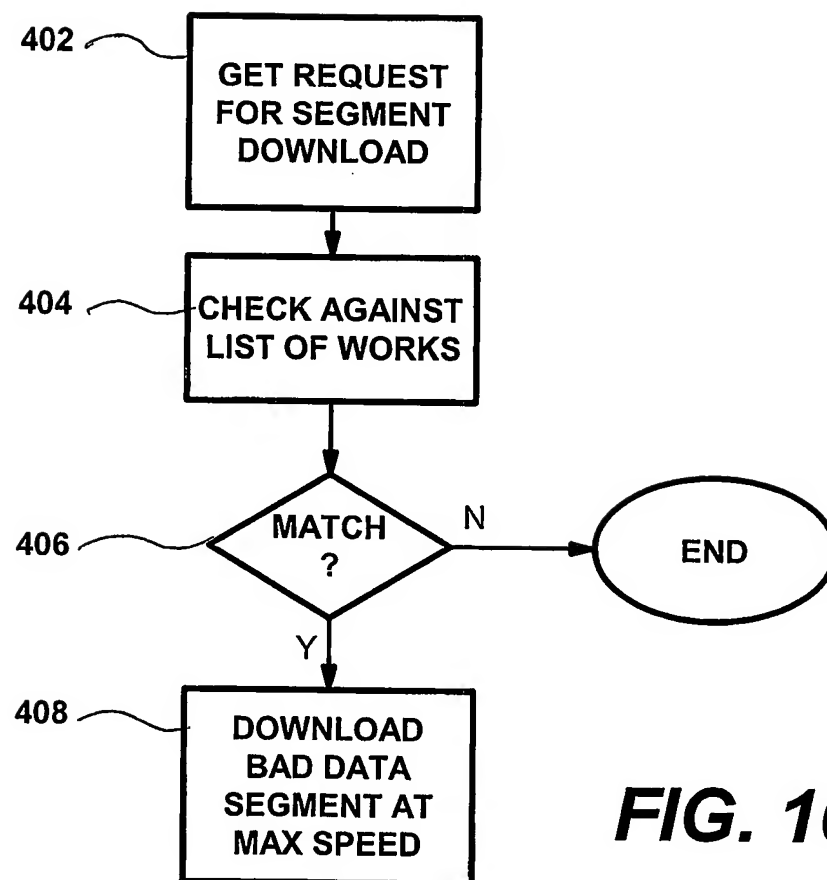 402
GET REQUEST
FOR SEGMENT
DOWNLOAD
404
CHECK AGAINST
LIST OF WORKS
406
MATCH
?
N
END
Y
408
DOWNLOAD
BAD DATA
SEGMENT AT
MAX SPEED
FIG.